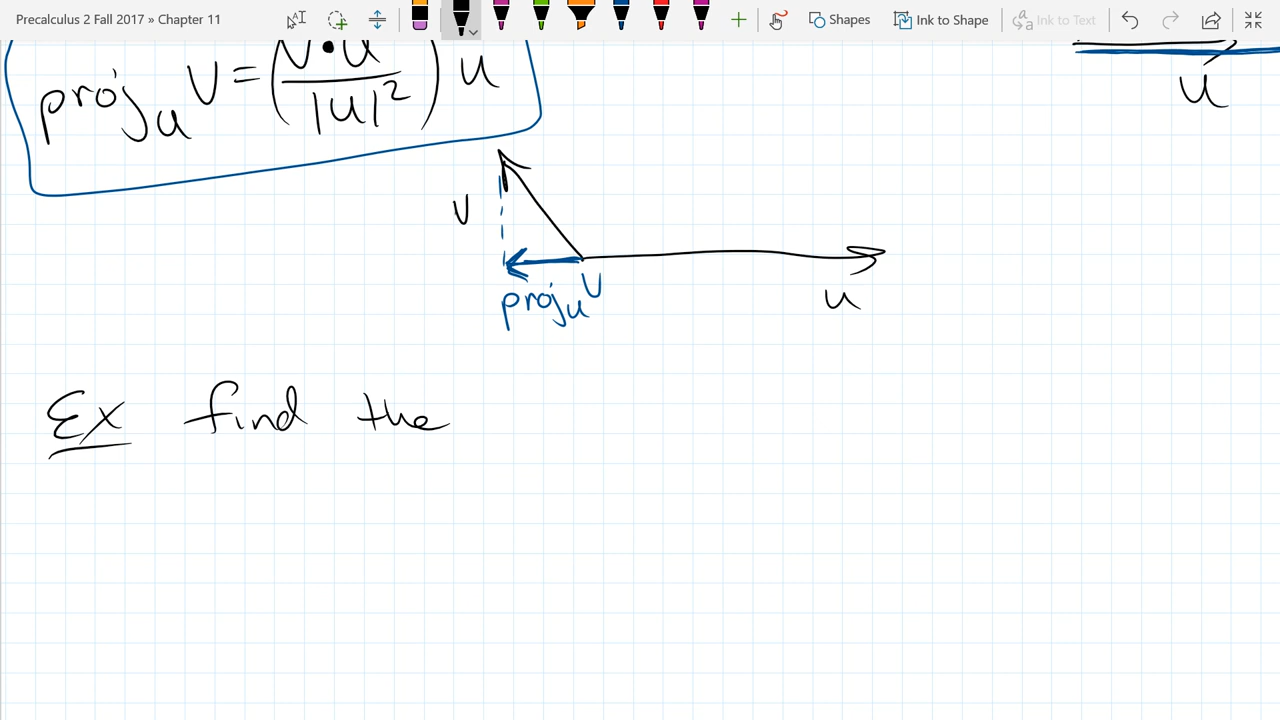 Precalculus 2 Fall 2017 » Chapter 11
Shapes
Ink to Shape
Ink to Text
proj_u v = (v • u / |u|^2) u
u
v
proj_u v
u
Ex find the